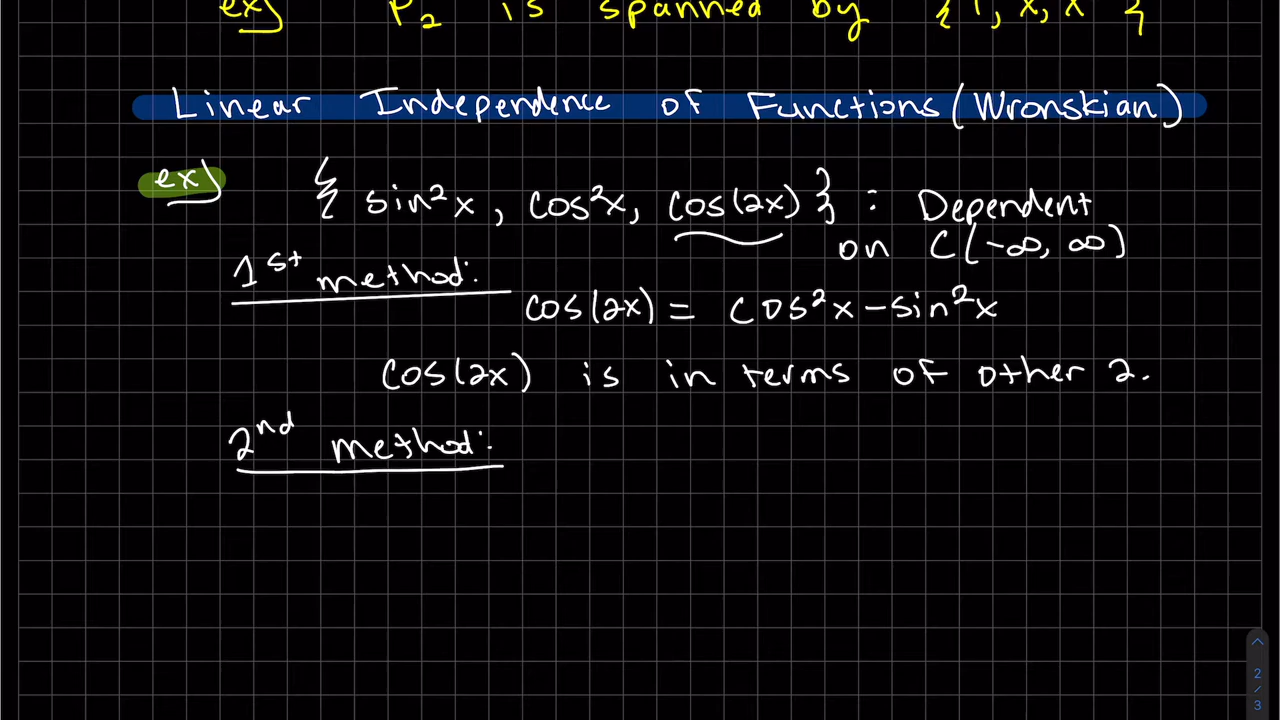 ex) P₂ is spanned by {1, x, x }
Linear Independence of Functions (Wronskian)
ex) { sin²x, cos²x, cos(2x) } : Dependent
on C(-∞, ∞)
1st method:
cos(2x) = cos²x - sin²x
cos(2x) is in terms of other 2.
2nd method:
2
/
3